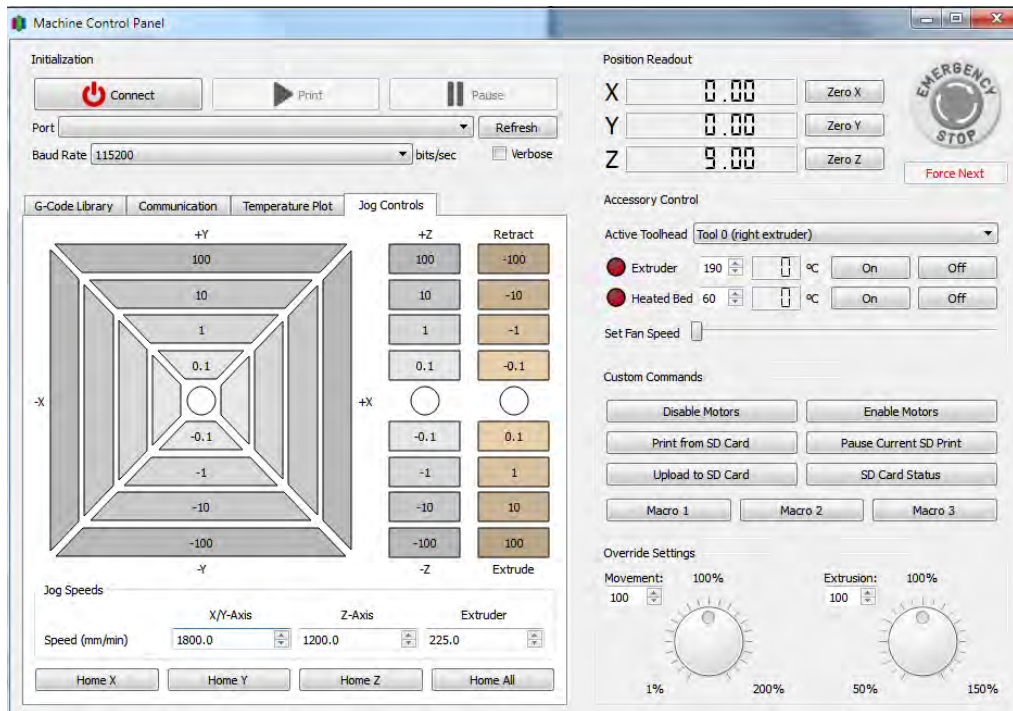 Machine Control Panel
Initialization
Connect
Print
Pause
Port
Refresh
Baud Rate 115200 bits/sec
Verbose
G-Code Library
Communication
Temperature Plot
Jog Controls
+Y
100
10
1
0.1
-X
+X
-0.1
-1
-10
-100
-Y
+Z
100
10
1
0.1
-0.1
-1
-10
-100
-Z
Retract
-100
-10
-1
-0.1
0.1
1
10
100
Extrude
Jog Speeds
X/Y-Axis Z-Axis Extruder
Speed (mm/min) 1800.0 1200.0 225.0
Home X
Home Y
Home Z
Home All
Position Readout
X 0.00 Zero X
Y 0.00 Zero Y
Z 9.00 Zero Z
EMERGENCY
STOP
Force Next
Accessory Control
Active Toolhead Tool 0 (right extruder)
Extruder 190 0 ºC On Off
Heated Bed 60 0 ºC On Off
Set Fan Speed
Custom Commands
Disable Motors
Enable Motors
Print from SD Card
Pause Current SD Print
Upload to SD Card
SD Card Status
Macro 1
Macro 2
Macro 3
Override Settings
Movement: 100%
100
1% 200%
Extrusion: 100%
100
50% 150%